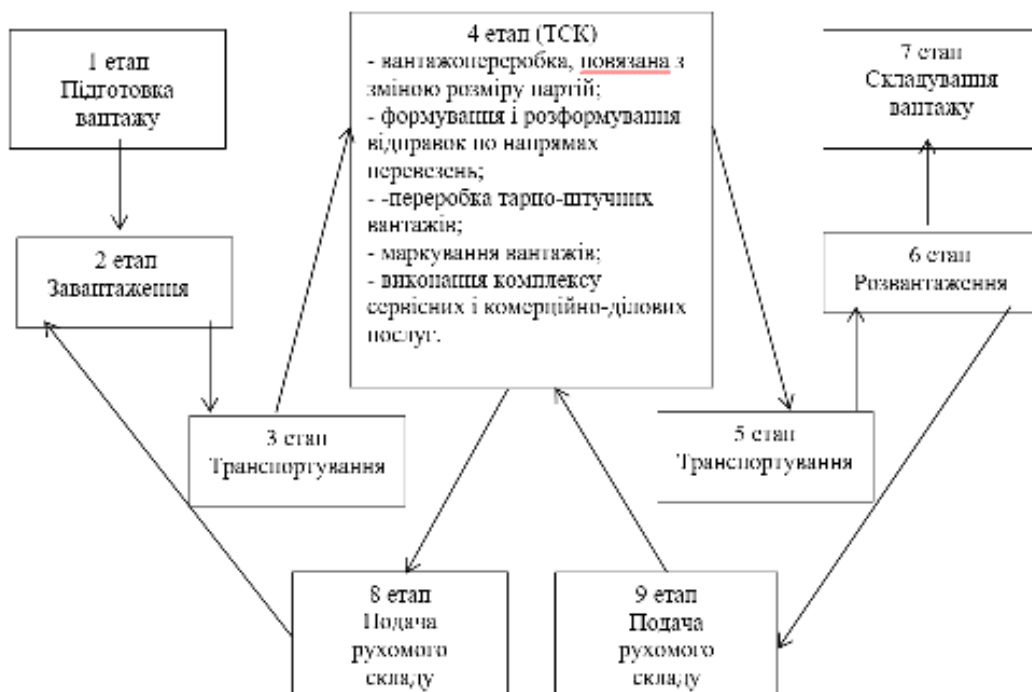 1 етап
Підготовка
вантажу
2 етап
Завантаження
3 етап
Транспортування
4 етап (ТСК)
- вантажопереробка, повязана з
зміною розміру партій;
- формування і розформування
відправок по напрямах
перевезень;
- -переробка тарно-штучних
вантажів;
- маркування вантажів;
- виконання комплексу
сервісних і комерційно-ділових
послуг.
5 етап
Транспортування
6 етап
Розвантаження
7 етап
Складування
вантажу
8 етап
Подача
рухомого
складу
9 етап
Подача
рухомого
складу